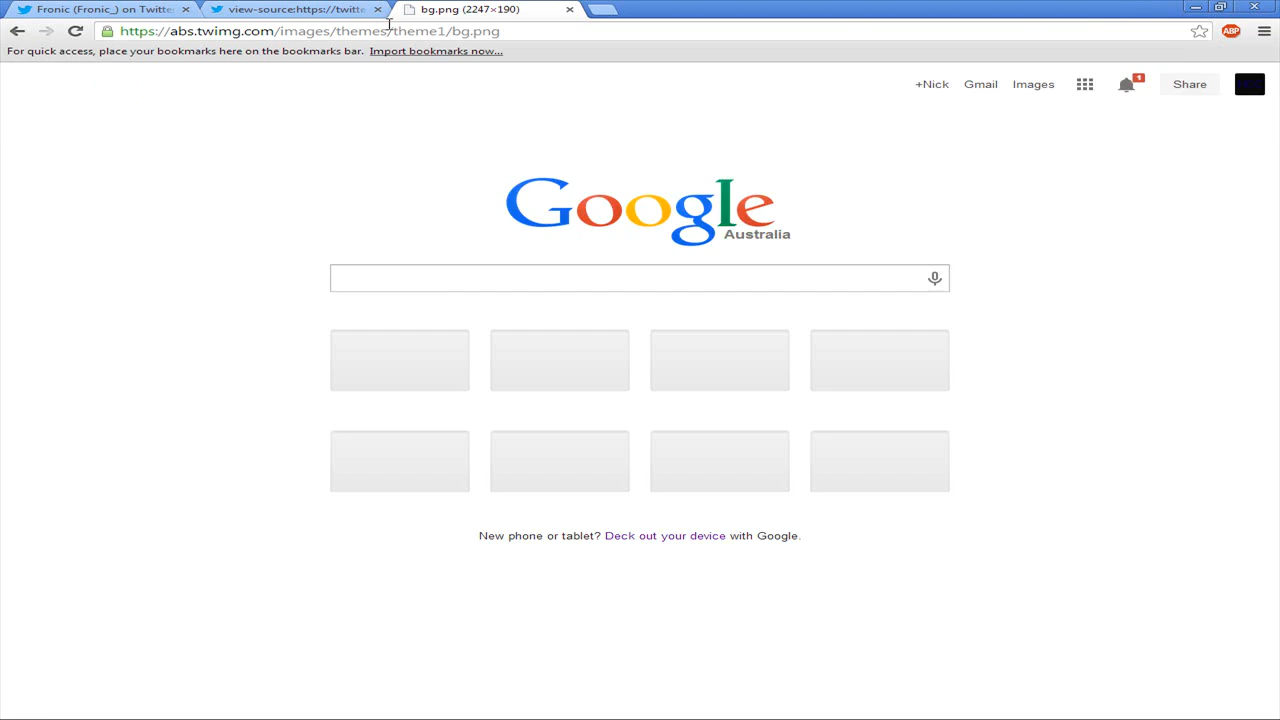 Fronic (Fronic_) on Twitte
view-source:https://twitte
bg.png (2247×190)
https://abs.twimg.com/images/themes/theme1/bg.png
ABP
For quick access, place your bookmarks here on the bookmarks bar. Import bookmarks now...
+Nick Gmail Images 1 Share
Google
Australia
New phone or tablet? Deck out your device with Google.